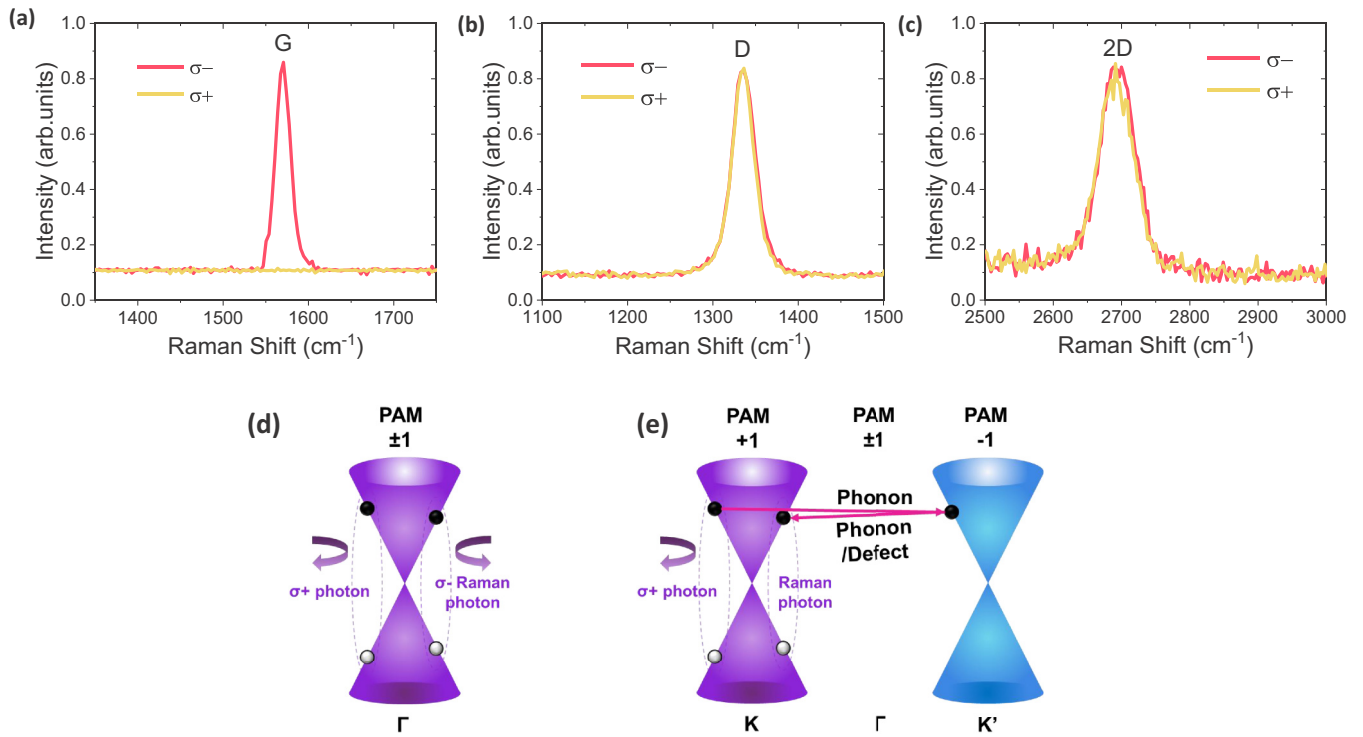 (a)
1.0
0.8
0.6
0.4
0.2
0.0
Intensity (arb.units)
G
σ−
σ+
1400 1500 1600 1700
Raman Shift (cm-1)
(b)
1.0
0.8
0.6
0.4
0.2
0.0
Intensity (arb.units)
D
σ−
σ+
1100 1200 1300 1400 1500
Raman Shift (cm-1)
(c)
1.0
0.8
0.6
0.4
0.2
0.0
Intensity (arb.units)
2D
σ−
σ+
2500 2600 2700 2800 2900 3000
Raman Shift (cm-1)
(d)
PAM
±1
σ+ photon
σ- Raman
photon
Γ
(e)
PAM
+1
PAM
±1
PAM
-1
Phonon
Phonon
/Defect
σ+ photon
Raman
photon
K
Γ
K'